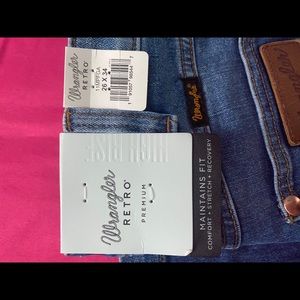 Wrangler
RETRO
26 X 34
Wrangler
HIGH RISE
Wrangler
RETRO
PREMIUM
MAINTAINS FIT
COMFORT • STRETCH • RECOVERY